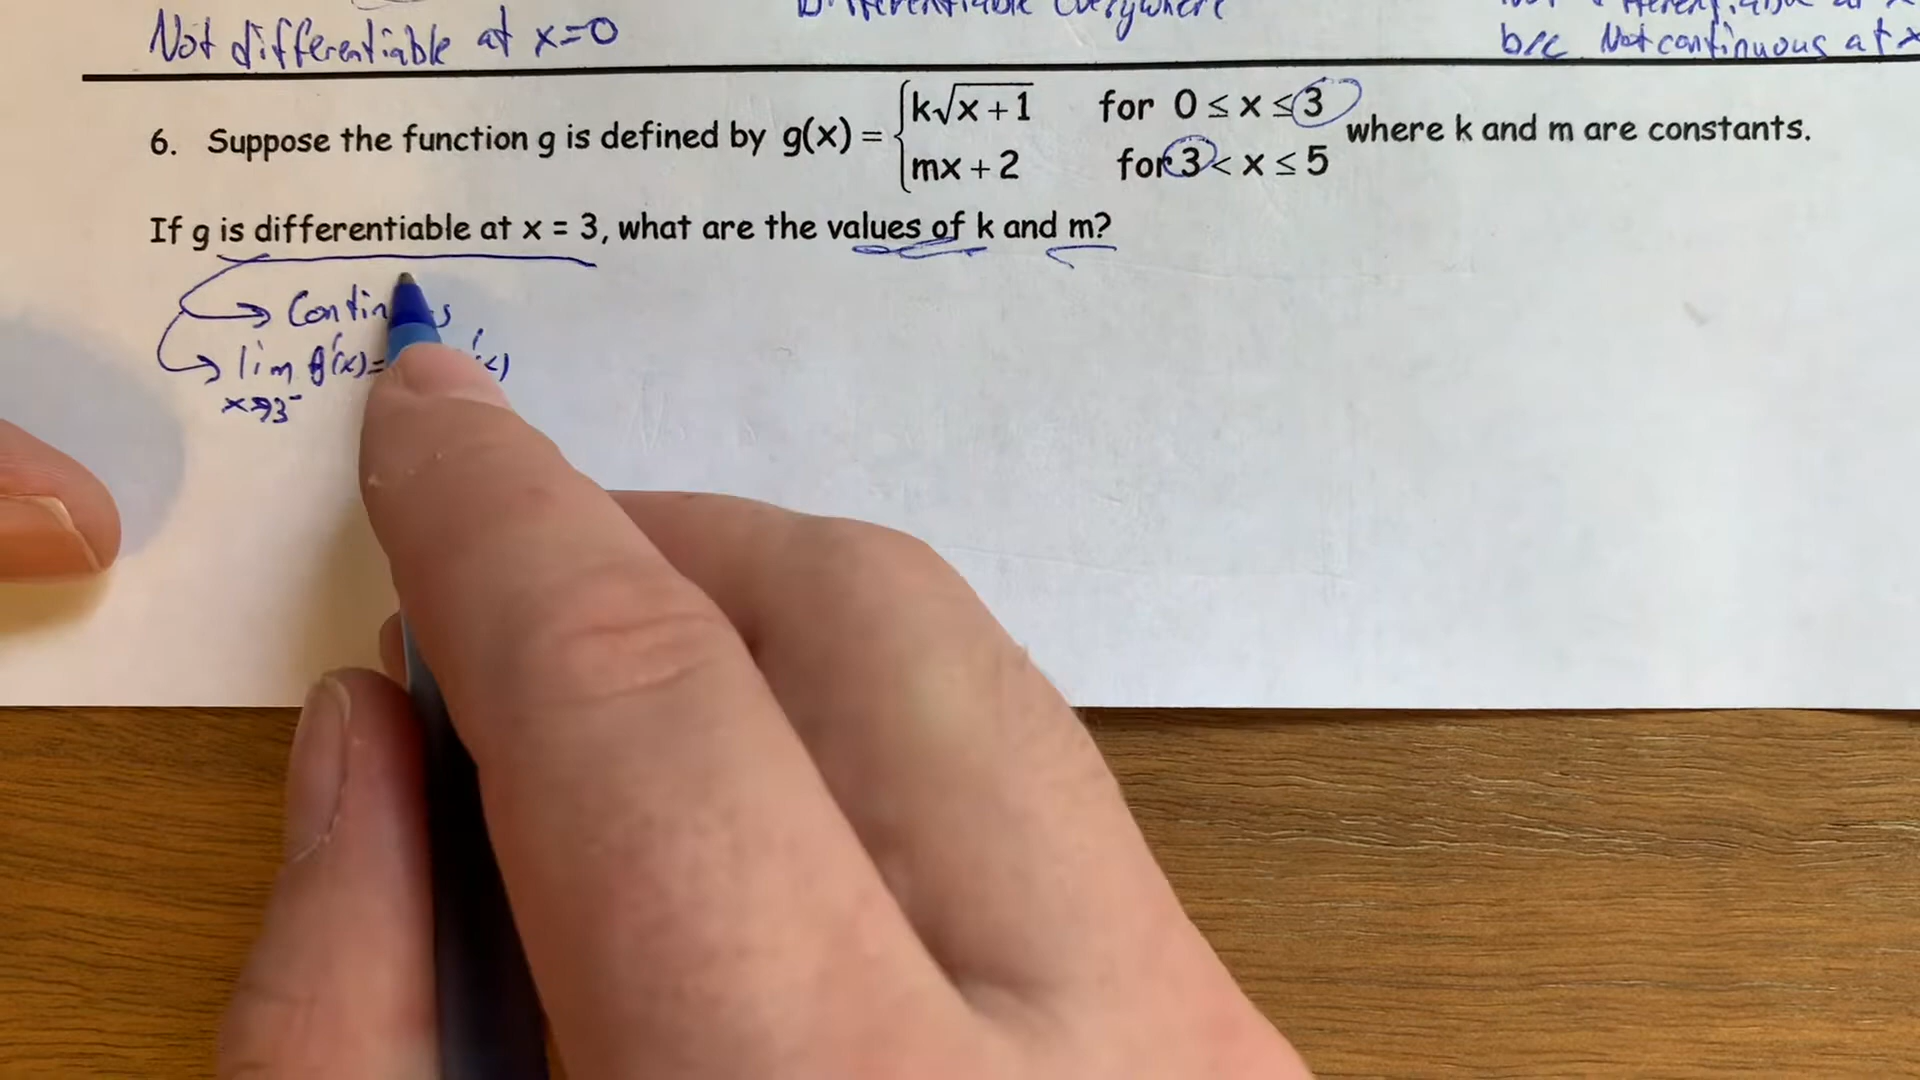 Not differentiable at x=0
Differentiable Everywhere
b/c Not continuous at x
6. Suppose the function g is defined by g(x) = { k√x+1 for 0 ≤ x ≤ 3
mx + 2 for 3 < x ≤ 5
where k and m are constants.
If g is differentiable at x = 3, what are the values of k and m?
lim g'(x)=
x→3⁻